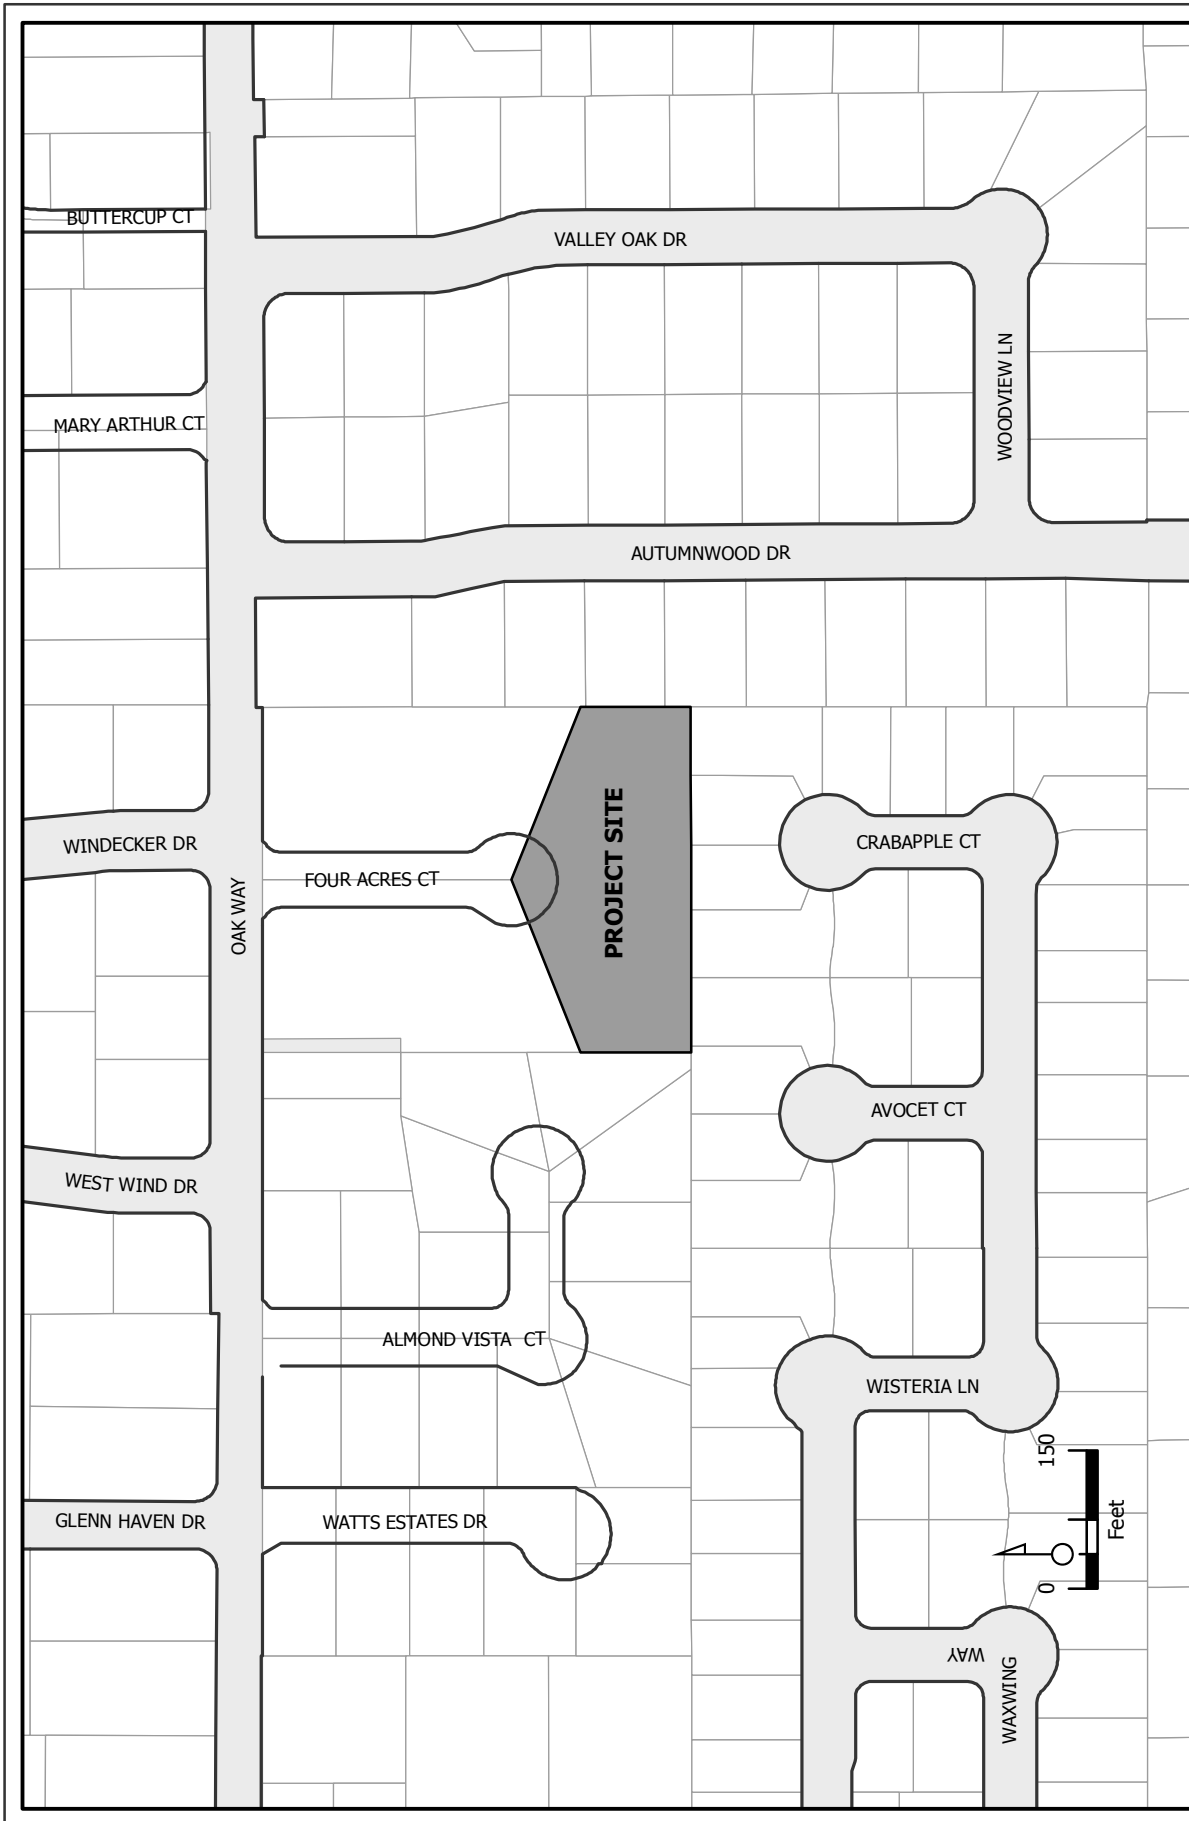 BUTTERCUP CT
VALLEY OAK DR
WOODVIEW LN
MARY ARTHUR CT
AUTUMNWOOD DR
PROJECT SITE
WINDECKER DR
CRABAPPLE CT
FOUR ACRES CT
OAK WAY
AVOCET CT
WEST WIND DR
ALMOND VISTA CT
WISTERIA LN
150
Feet
0
GLENN HAVEN DR
WATTS ESTATES DR
WAXWING
WAY